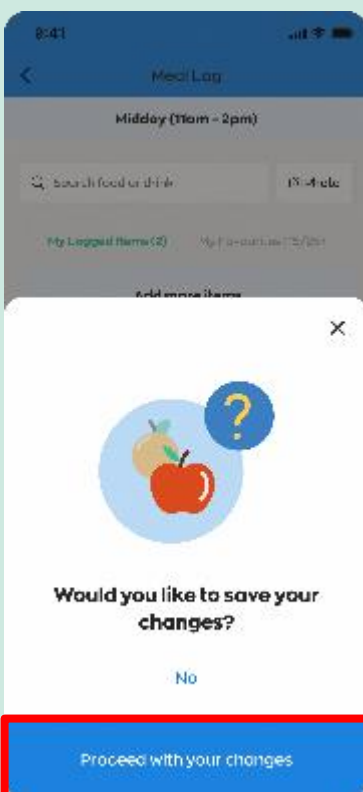 9:41
Meal Log
Midday (11am - 2pm)
Search food or drink
Photo
My Logged Items (2)
Add more items
?
Would you like to save your
changes?
No
Proceed with your changes